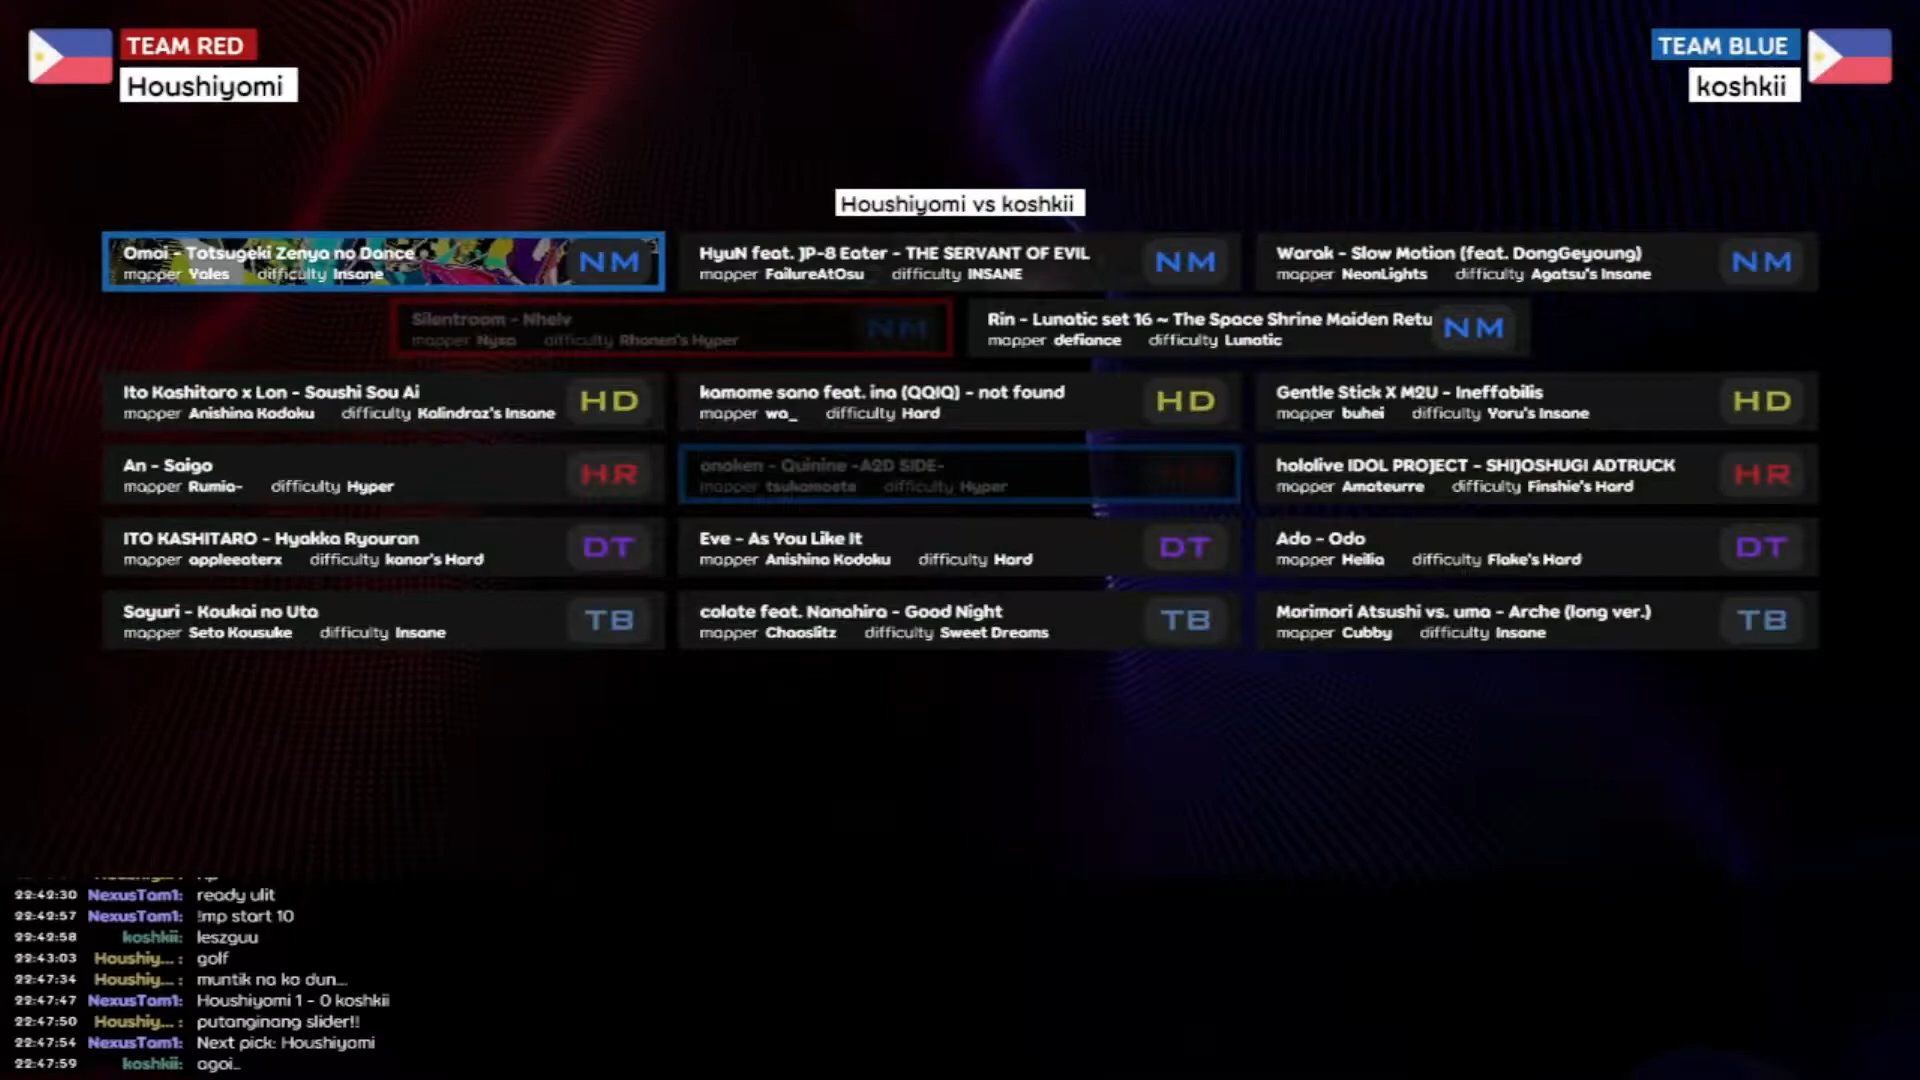 TEAM RED
Houshiyomi
TEAM BLUE
koshkii
Houshiyomi vs koshkii
Omoi - Totsugeki Zenya no Dance
mapper Yales difficulty Insane
NM
HyuN feat. JP-8 Eater - THE SERVANT OF EVIL
mapper FailureAtOsu difficulty INSANE
NM
Warak - Slow Motion (feat. DongGeyoung)
mapper NeonLights difficulty Agatsu's Insane
NM
Silentroom - Nhelv
mapper Nysa difficulty Rhanen's Hyper
NM
Rin - Lunatic set 16 ~ The Space Shrine Maiden Retu
mapper defiance difficulty Lunatic
NM
Ito Kashitaro x Lon - Soushi Sou Ai
mapper Anishina Kodoku difficulty Kalindraz's Insane
HD
kamome sano feat. ina (QQIQ) - not found
mapper wa_ difficulty Hard
HD
Gentle Stick X M2U - Ineffabilis
mapper buhei difficulty Yoru's Insane
HD
An - Saigo
mapper Rumia- difficulty Hyper
HR
onoken - Quinine -A2D SIDE-
mapper tsukamoete difficulty Hyper
HR
hololive IDOL PROJECT - SHIJOSHUGI ADTRUCK
mapper Amateurre difficulty Finshie's Hard
HR
ITO KASHITARO - Hyakka Ryouran
mapper appleeaterx difficulty kanor's Hard
DT
Eve - As You Like It
mapper Anishina Kodoku difficulty Hard
DT
Ado - Odo
mapper Heilia difficulty Flake's Hard
DT
Sayuri - Koukai no Uta
mapper Seto Kousuke difficulty Insane
TB
colate feat. Nanahira - Good Night
mapper Chaoslitz difficulty Sweet Dreams
TB
Morimori Atsushi vs. uma - Arche (long ver.)
mapper Cubby difficulty Insane
TB
22:42:30 NexusTom1: ready ulit
22:42:57 NexusTom1: !mp start 10
22:42:58 koshkii: leszguu
22:43:03 Houshiy... : golf
22:47:34 Houshiy... : muntik na ko dun...
22:47:47 NexusTom1: Houshiyomi 1 - 0 koshkii
22:47:50 Houshiy... : putanginang slider!!
22:47:54 NexusTom1: Next pick: Houshiyomi
22:47:59 koshkii: agoi..